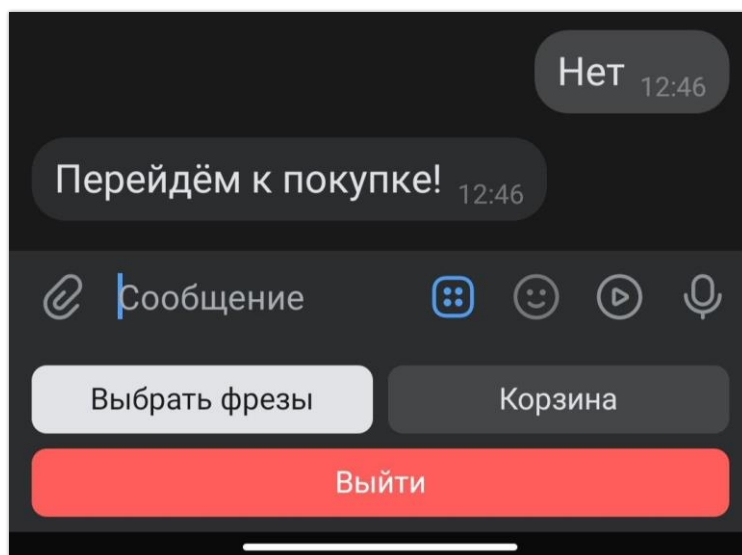 Нет 12:46
Перейдём к покупке! 12:46
Сообщение
Выбрать фрезы
Корзина
Выйти